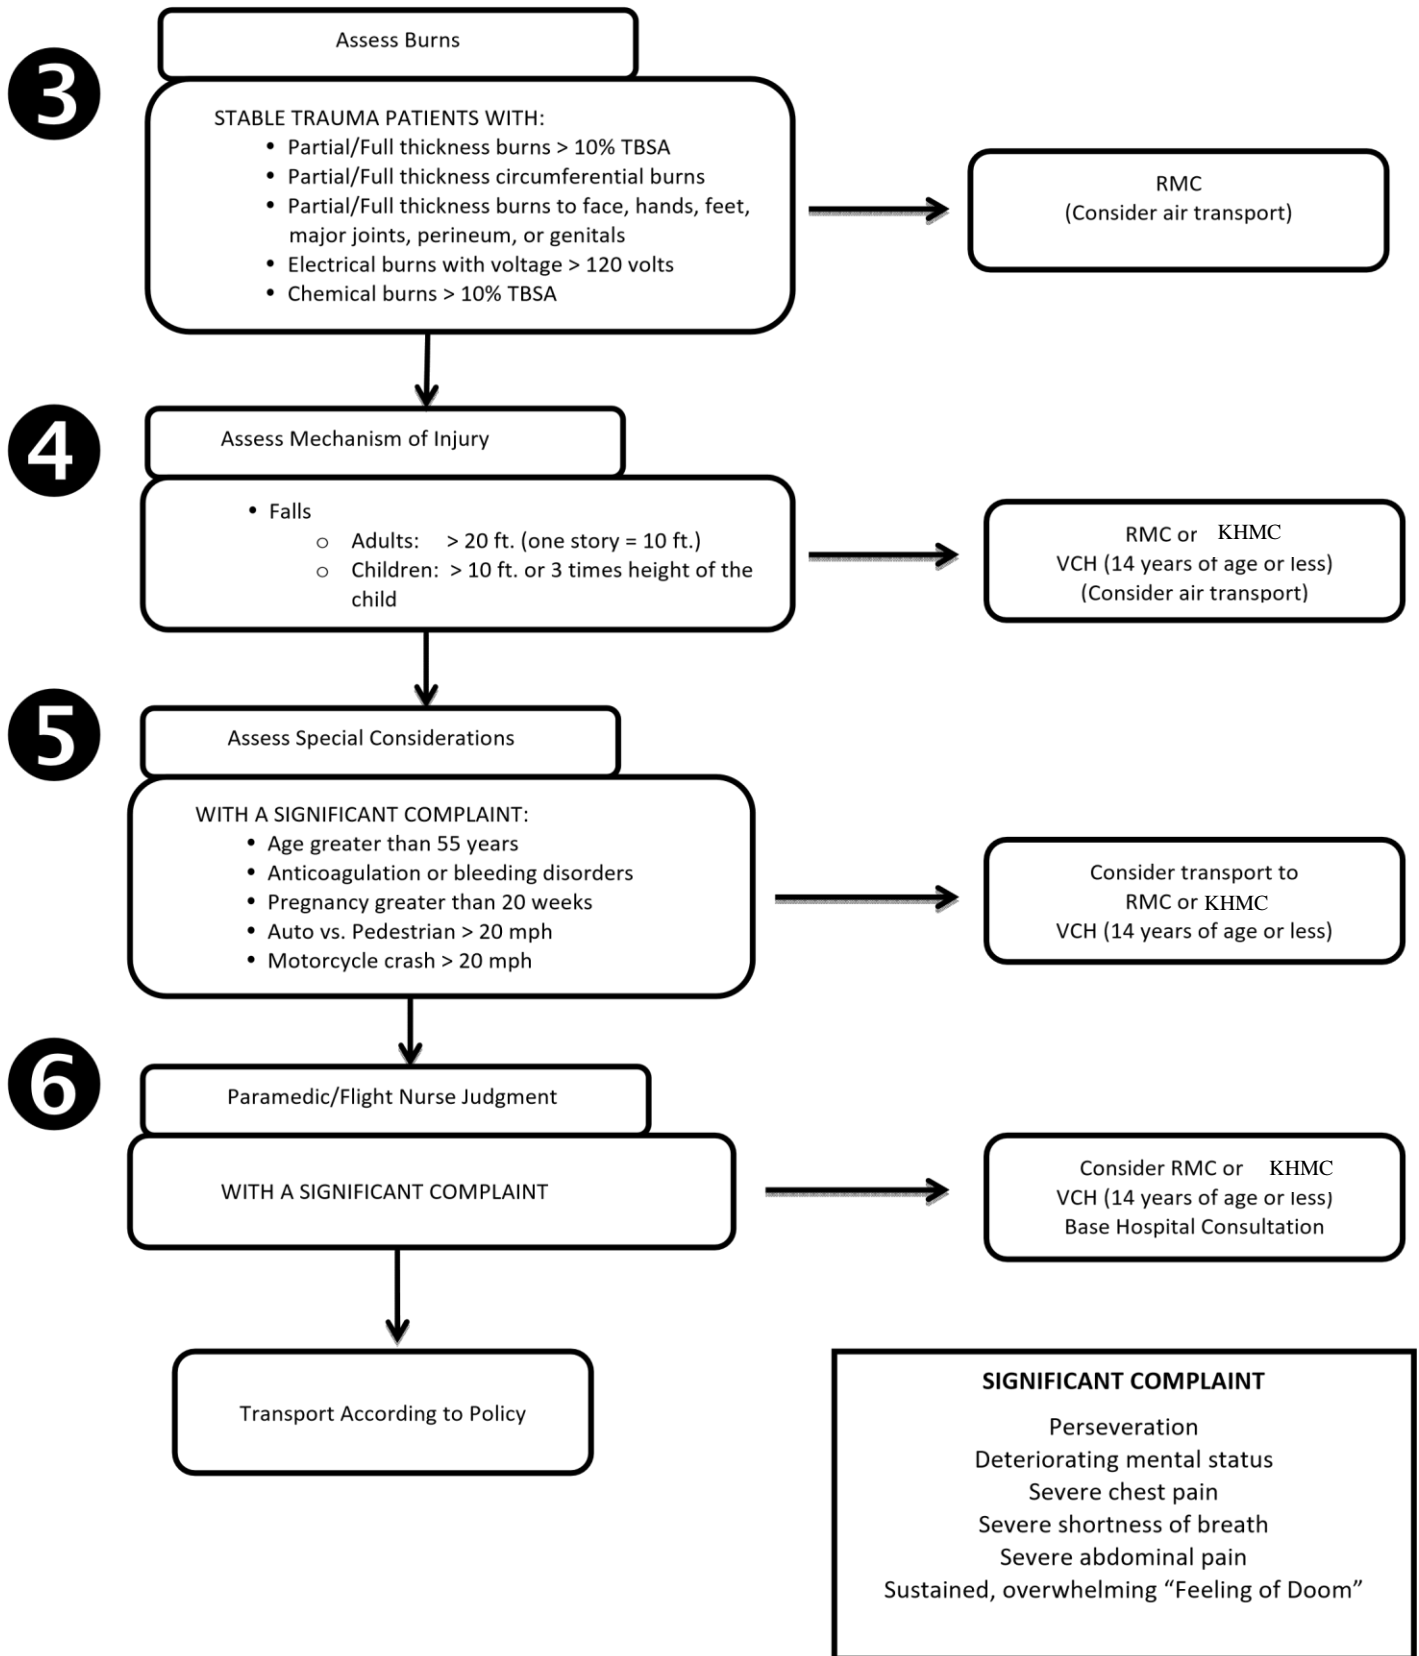 3
Assess Burns
STABLE TRAUMA PATIENTS WITH:
• Partial/Full thickness burns > 10% TBSA
• Partial/Full thickness circumferential burns
• Partial/Full thickness burns to face, hands, feet,
major joints, perineum, or genitals
• Electrical burns with voltage > 120 volts
• Chemical burns > 10% TBSA
RMC
(Consider air transport)
4
Assess Mechanism of Injury
• Falls
o Adults: > 20 ft. (one story = 10 ft.)
o Children: > 10 ft. or 3 times height of the
child
RMC or KHMC
VCH (14 years of age or less)
(Consider air transport)
5
Assess Special Considerations
WITH A SIGNIFICANT COMPLAINT:
• Age greater than 55 years
• Anticoagulation or bleeding disorders
• Pregnancy greater than 20 weeks
• Auto vs. Pedestrian > 20 mph
• Motorcycle crash > 20 mph
Consider transport to
RMC or KHMC
VCH (14 years of age or less)
6
Paramedic/Flight Nurse Judgment
WITH A SIGNIFICANT COMPLAINT
Consider RMC or KHMC
VCH (14 years of age or less)
Base Hospital Consultation
Transport According to Policy
SIGNIFICANT COMPLAINT
Perseveration
Deteriorating mental status
Severe chest pain
Severe shortness of breath
Severe abdominal pain
Sustained, overwhelming “Feeling of Doom”